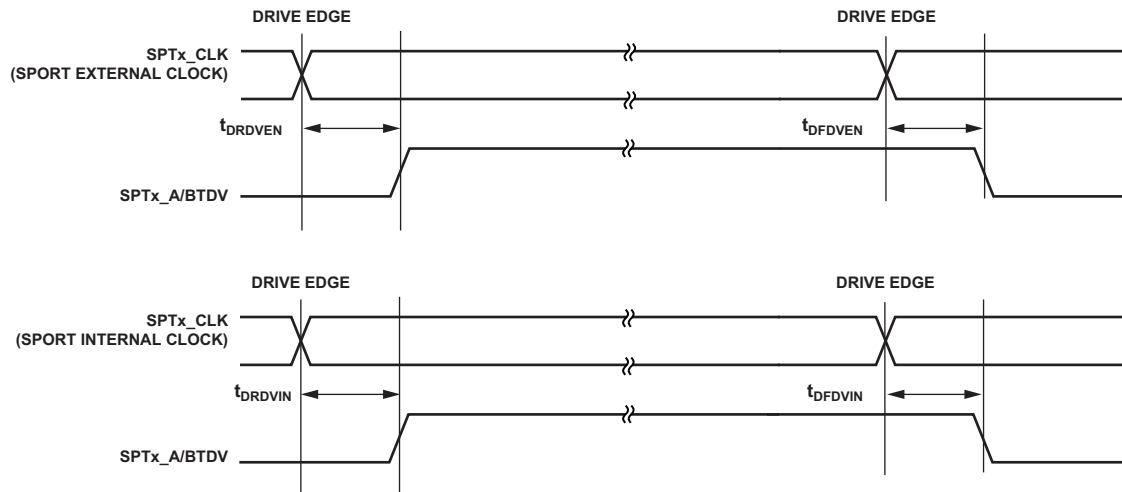 DRIVE EDGE DRIVE EDGE
SPTx_CLK
(SPORT EXTERNAL CLOCK)
tDRDVEN tDFDVEN
SPTx_A/BTDV
DRIVE EDGE DRIVE EDGE
SPTx_CLK
(SPORT INTERNAL CLOCK)
tDRDVIN tDFDVIN
SPTx_A/BTDV